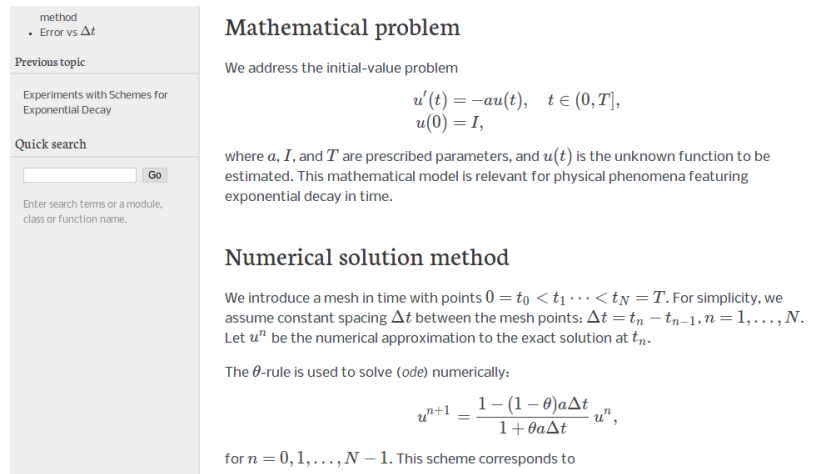 method
• Error vs Δt
Previous topic
Experiments with Schemes for
Exponential Decay
Quick search
Go
Enter search terms or a module,
class or function name.
Mathematical problem
We address the initial-value problem
u′(t) = −au(t), t ∈ (0, T],
u(0) = I,
where a, I, and T are prescribed parameters, and u(t) is the unknown function to be
estimated. This mathematical model is relevant for physical phenomena featuring
exponential decay in time.
Numerical solution method
We introduce a mesh in time with points 0 = t₀ < t₁ ⋯ < t_N = T. For simplicity, we
assume constant spacing Δt between the mesh points: Δt = tₙ − tₙ₋₁, n = 1, …, N.
Let uⁿ be the numerical approximation to the exact solution at tₙ.
The θ-rule is used to solve (ode) numerically:
uⁿ⁺¹ = (1 − (1 − θ)aΔt) / (1 + θaΔt) uⁿ,
for n = 0, 1, …, N − 1. This scheme corresponds to